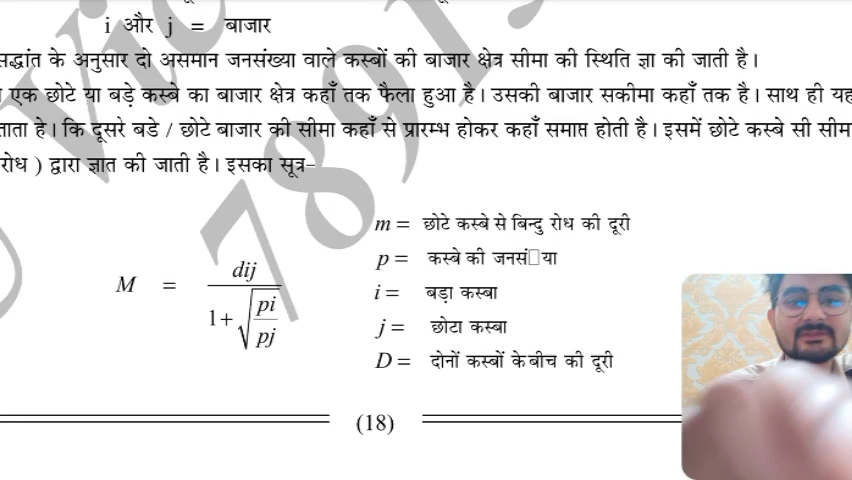 i और j = बाजार
सद्धांत के अनुसार दो असमान जनसंख्या वाले कस्बों की बाजार क्षेत्र सीमा की स्थिति ज्ञा की जाती है।
एक छोटे या बड़े कस्बे का बाजार क्षेत्र कहाँ तक फैला हुआ है। उसकी बाजार सकीमा कहाँ तक है। साथ ही यह
ताता है। कि दूसरे बडे / छोटे बाजार की सीमा कहाँ से प्रारम्भ होकर कहाँ समाप्त होती है। इसमें छोटे कस्बे सी सीम
रोध ) द्वारा ज्ञात की जाती है। इसका सूत्र-
m = छोटे कस्बे से बिन्दु रोध की दूरी
p = कस्बे की जनसं□या
M = dij / 1+√(pi/pj)
i = बड़ा कस्बा
j = छोटा कस्बा
D = दोनों कस्बों के बीच की दूरी
(18)